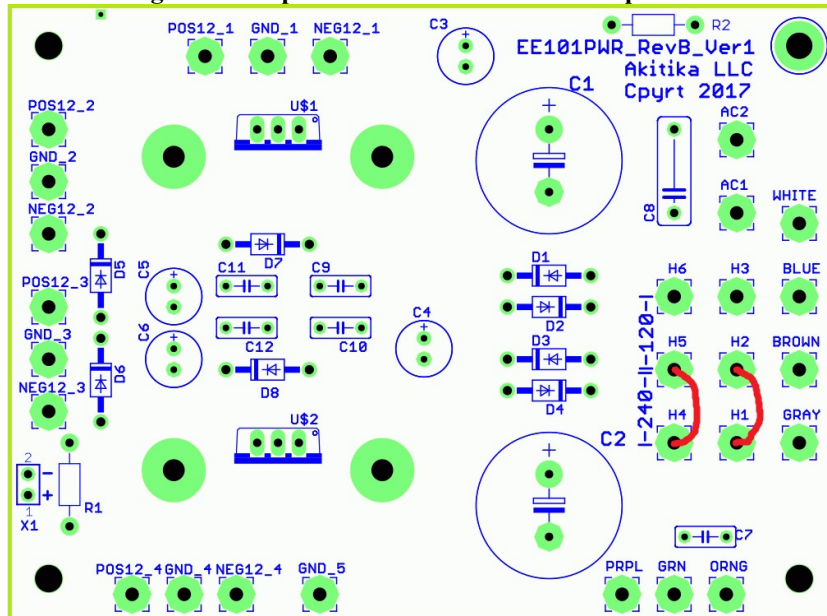 POS12_1 GND_1 NEG12_1
C3
R2
EE101PWR_RevB_Ver1
Akitika LLC
Cpyrt 2017
C1
POS12_2
U$1
AC2
GND_2
C8
AC1
WHITE
NEG12_2
D5
D7
C5
C11
C9
D1
H6 H3 BLUE
POS12_3
D2
C6
C4
GND_3
C12
C10
D3
H5 H2 BROWN
|-240-||-120-|
D6
D8
D4
NEG12_3
U$2
C2
H4 H1 GRAY
2
-
+
1
X1
R1
C7
POS12_4 GND_4 NEG12_4 GND_5
PRPL GRN ORNG